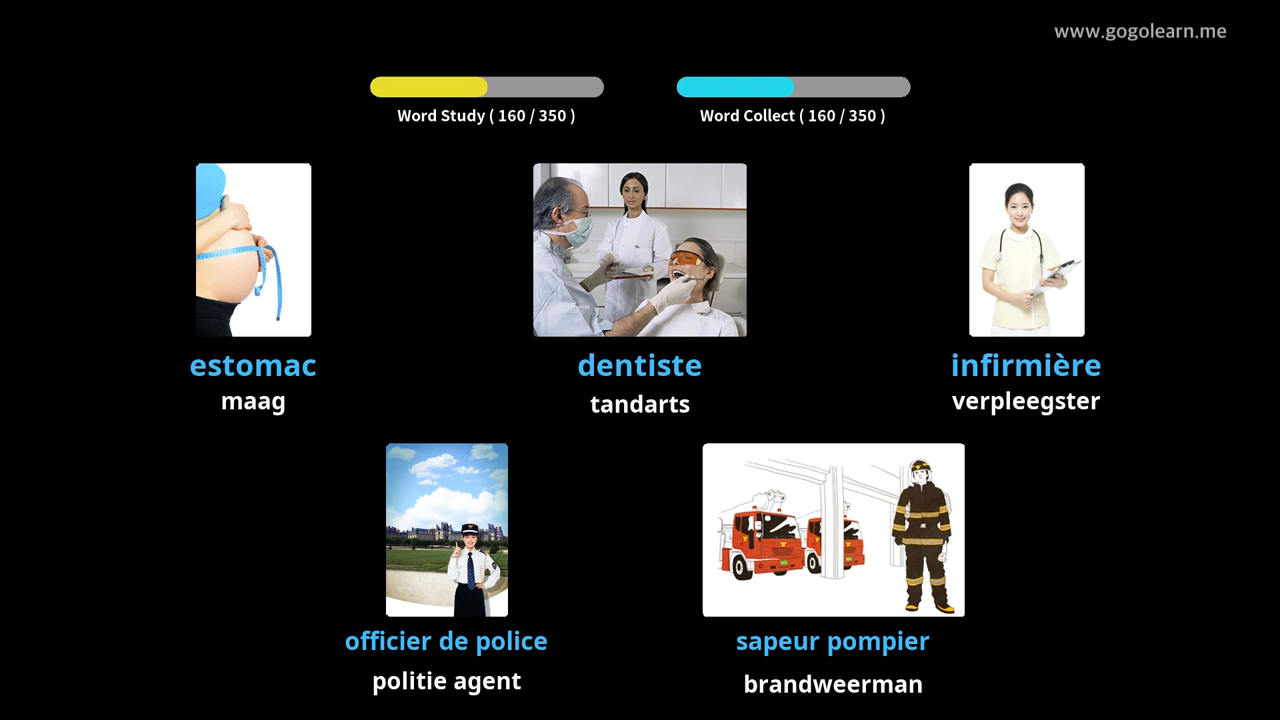 www.gogolearn.me
Word Study ( 160 / 350 )
Word Collect ( 160 / 350 )
estomac
maag
dentiste
tandarts
infirmière
verpleegster
officier de police
politie agent
sapeur pompier
brandweerman